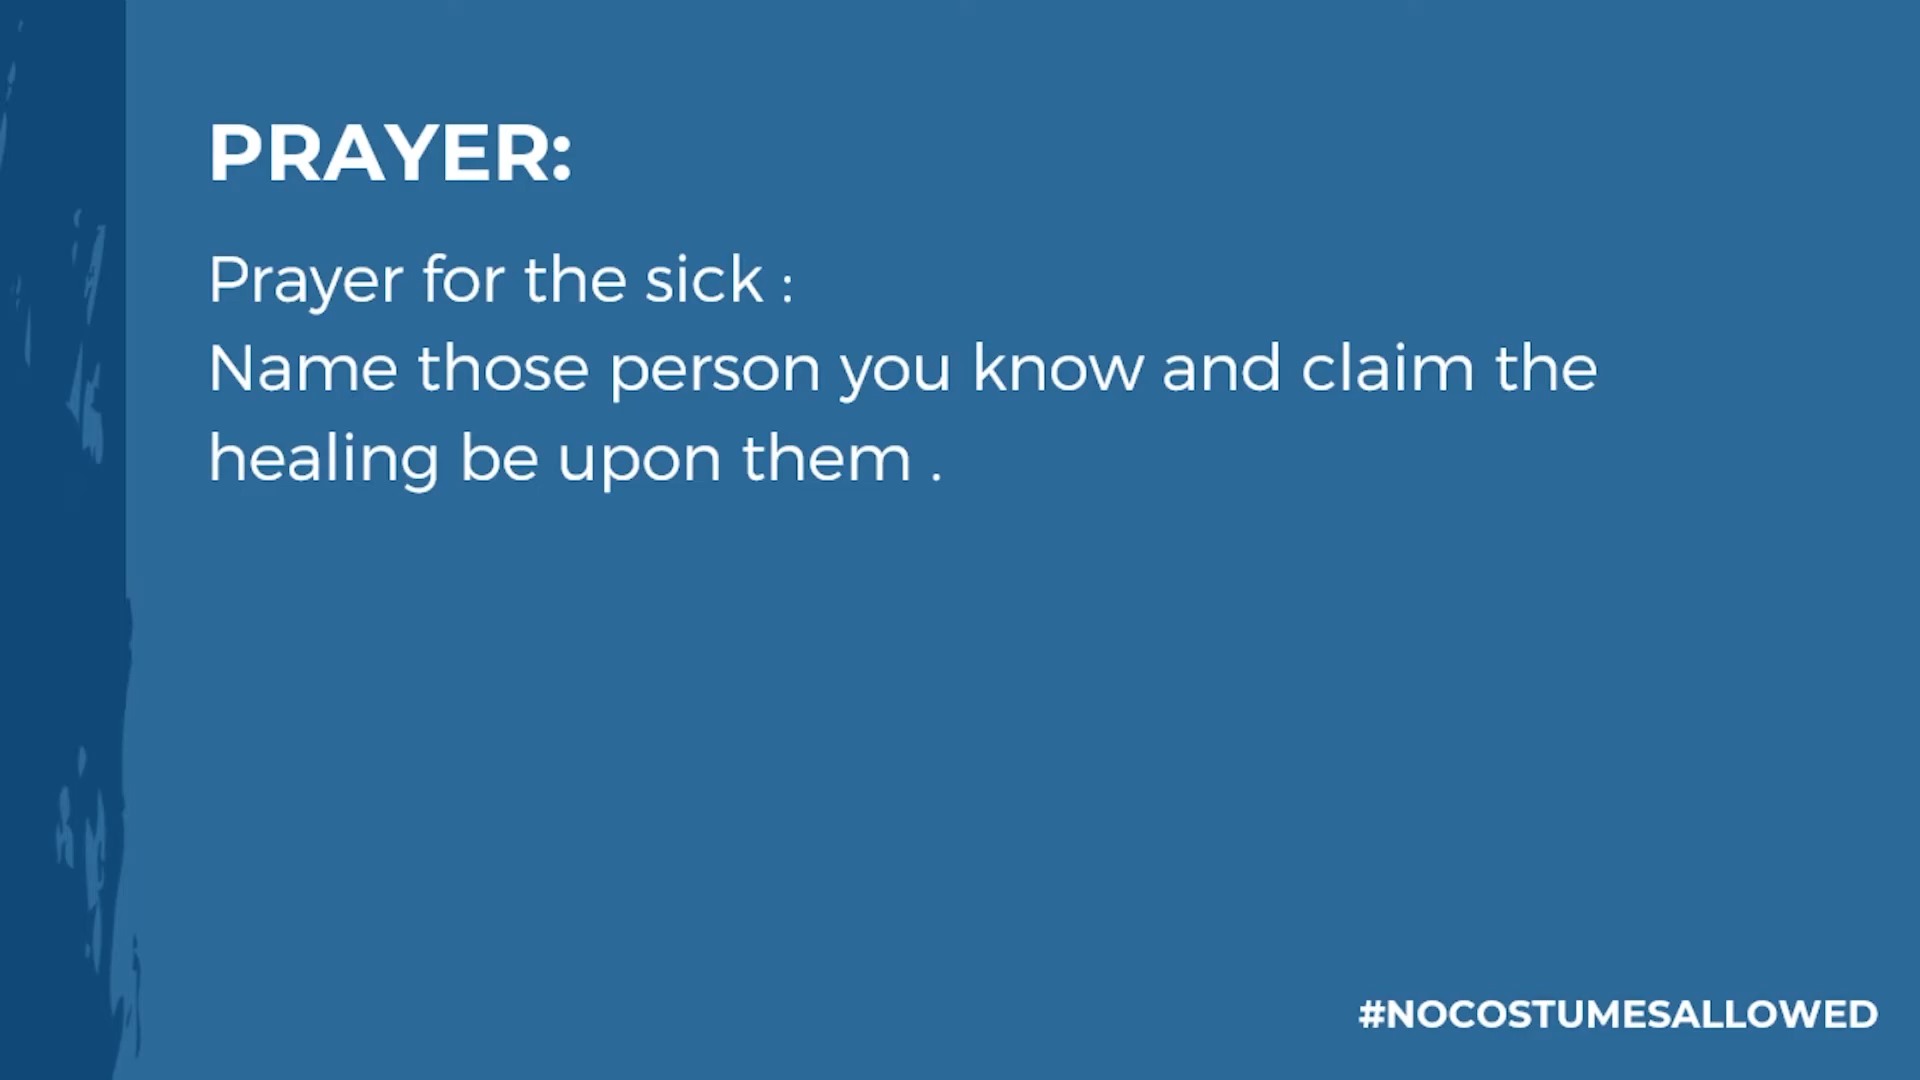 PRAYER:
Prayer for the sick :
Name those person you know and claim the
healing be upon them .
#NOCOSTUMESALLOWED